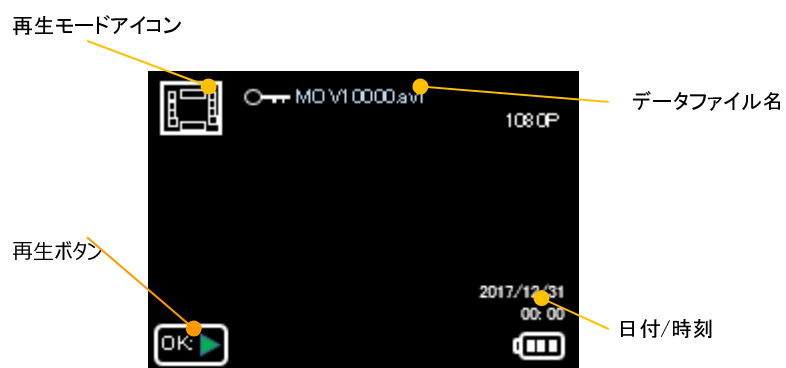 再生モードアイコン
MOV10000.avi
データファイル名
1080P
再生ボタン
2017/12/31
00:00
日付/時刻
OK: